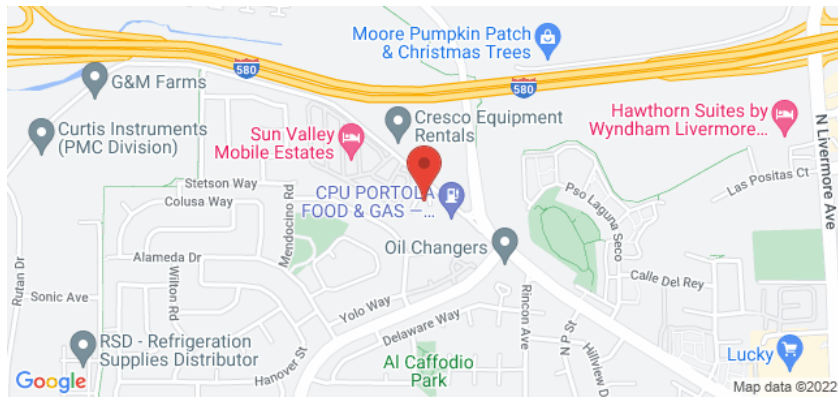 Moore Pumpkin Patch
& Christmas Trees
580
580
G&M Farms
Curtis Instruments
(PMC Division)
Cresco Equipment
Rentals
Sun Valley
Mobile Estates
Hawthorn Suites by
Wyndham Livermore...
N Livermore Ave
Stetson Way
Colusa Way
Mendocino Rd
CPU PORTOLA
FOOD & GAS —...
Pso Laguna Seco
Las Positas Ct
Oil Changers
Alameda Dr
Wilton Rd
Rutan Dr
Sonic Ave
Calle Del Rey
Yolo Way
Delaware Way
Rincon Ave
N P St
Hillview D
RSD - Refrigeration
Supplies Distributor
Hanover St
Al Caffodio
Park
Lucky
Google
Map data ©2022